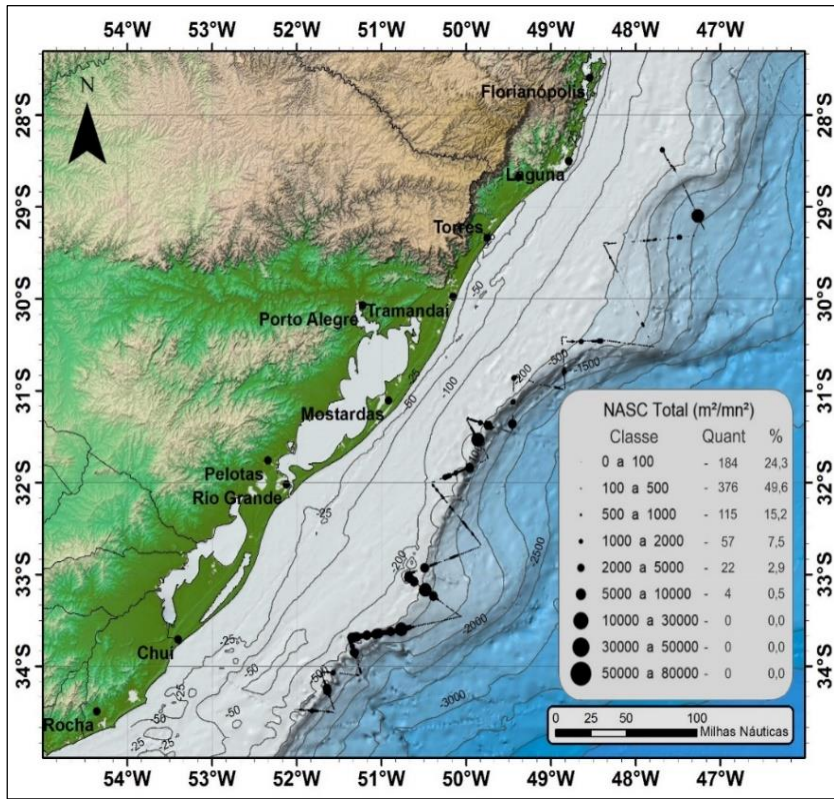 54°W 53°W 52°W 51°W 50°W 49°W 48°W 47°W
N
Florianópolis
28°S 28°S
Laguna
29°S 29°S
Torres
30°S 30°S
Tramandaí
Porto Alegre
-50
-25
-50
-100
-200
-500
-1500
31°S 31°S
Mostardas
NASC Total (m²/mn²)
Classe Quant %
0 a 100 - 184 24,3
100 a 500 - 376 49,6
500 a 1000 - 115 15,2
1000 a 2000 - 57 7,5
2000 a 5000 - 22 2,9
5000 a 10000 - 4 0,5
10000 a 30000 - 0 0,0
30000 a 50000 - 0 0,0
50000 a 80000 - 0 0,0
Pelotas
32°S 32°S
Rio Grande
-25
-2500
33°S 33°S
-200
-2000
Chuí
-25
34°S 34°S
-50
-500
-25
-50
-3000
Rocha
-50
-25
-25
0 25 50 100
Milhas Náuticas
54°W 53°W 52°W 51°W 50°W 49°W 48°W 47°W